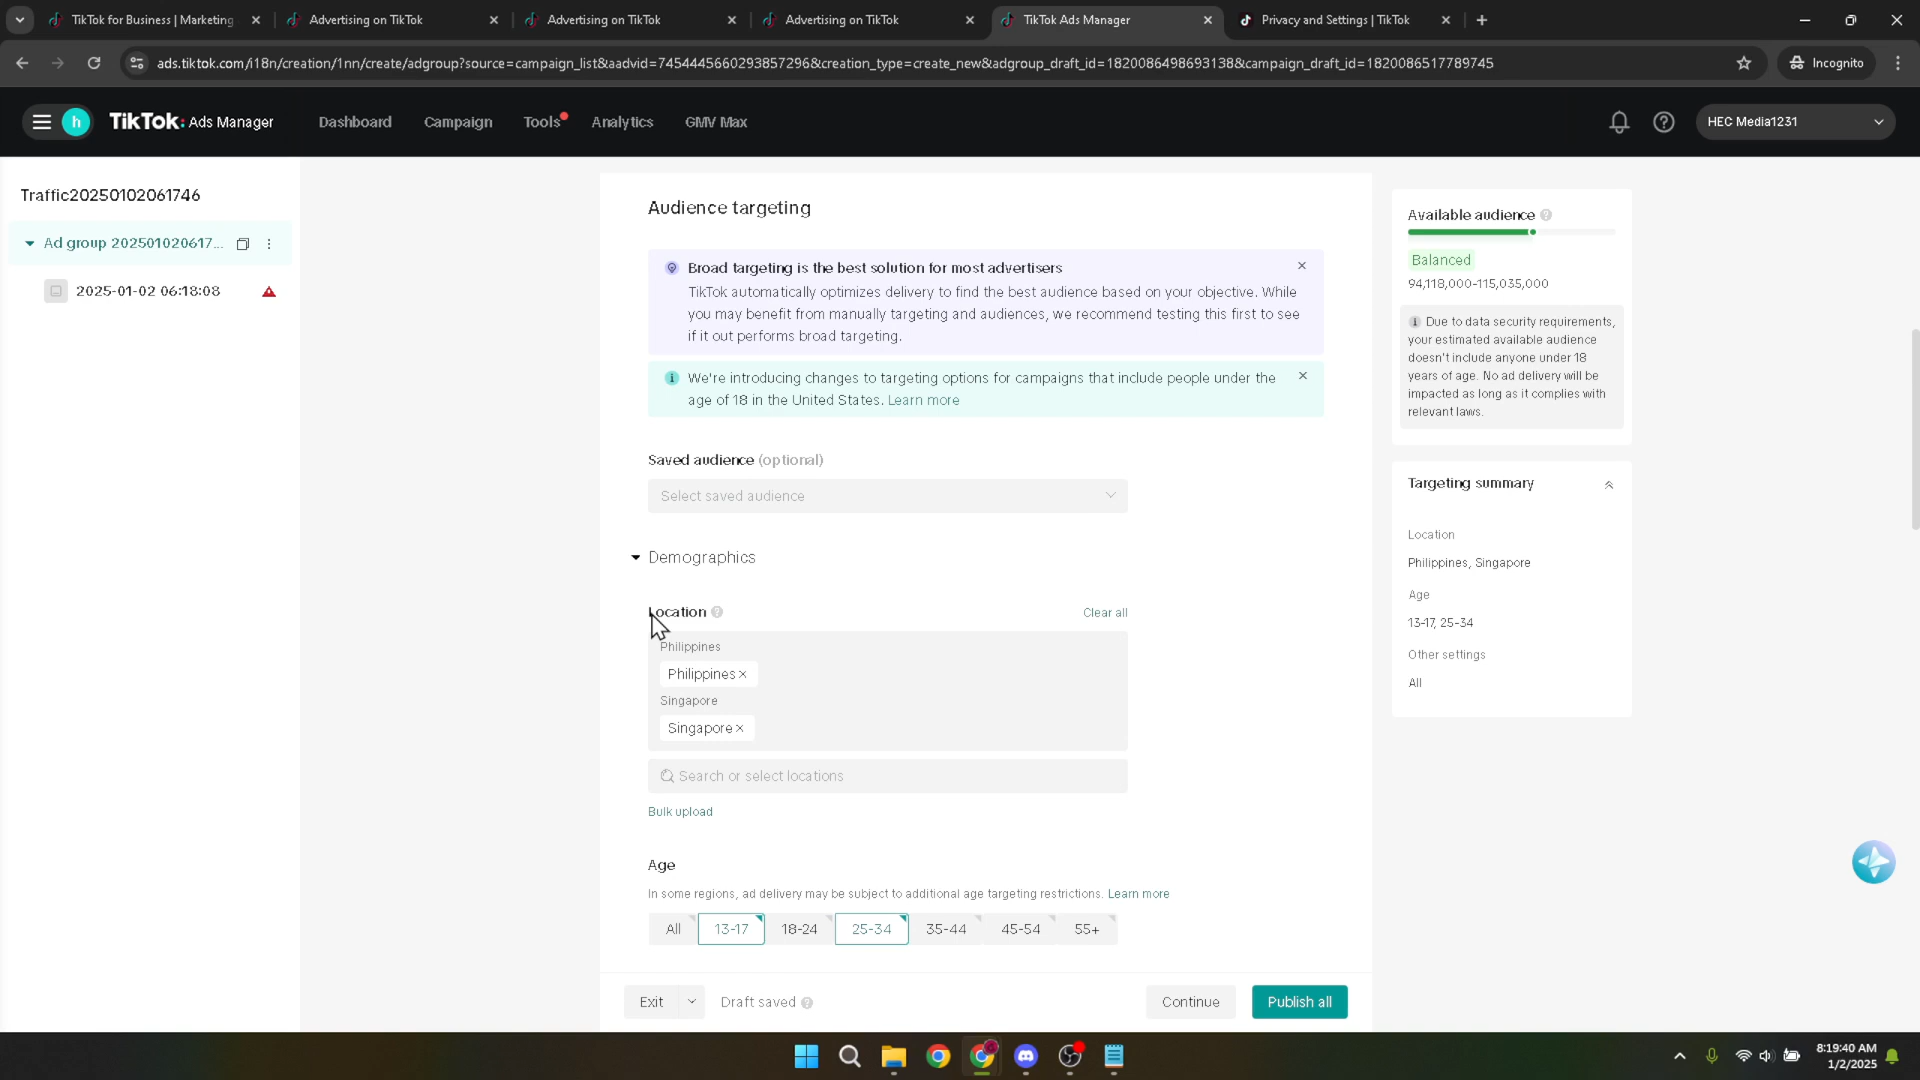 TikTok for Business | Marketing
Advertising on TikTok
Advertising on TikTok
Advertising on TikTok
TikTok Ads Manager
Privacy and Settings | TikTok
ads.tiktok.com/i18n/creation/1nn/create/adgroup?source=campaign_list&aadvid=7454445660293857296&creation_type=create_new&adgroup_draft_id=1820086498693138&campaign_draft_id=1820086517789745
Incognito
h
TikTok: Ads Manager
Dashboard
Campaign
Tools
Analytics
GMV Max
HEC Media1231
Traffic20250102061746
Ad group 202501020617...
2025-01-02 06:18:08
Audience targeting
Broad targeting is the best solution for most advertisers
TikTok automatically optimizes delivery to find the best audience based on your objective. While
you may benefit from manually targeting and audiences, we recommend testing this first to see
if it out performs broad targeting.
We're introducing changes to targeting options for campaigns that include people under the
age of 18 in the United States. Learn more
Saved audience (optional)
Select saved audience
Demographics
Location
Clear all
Philippines
Philippines
Singapore
Singapore
Search or select locations
Bulk upload
Age
In some regions, ad delivery may be subject to additional age targeting restrictions. Learn more
All 13-17 18-24 25-34 35-44 45-54 55+
Exit
Draft saved
Continue
Publish all
Available audience
Balanced
94,118,000-115,035,000
Due to data security requirements,
your estimated available audience
doesn't include anyone under 18
years of age. No ad delivery will be
impacted as long as it complies with
relevant laws.
Targeting summary
Location
Philippines, Singapore
Age
13-17, 25-34
Other settings
All
8:19:40 AM
1/2/2025